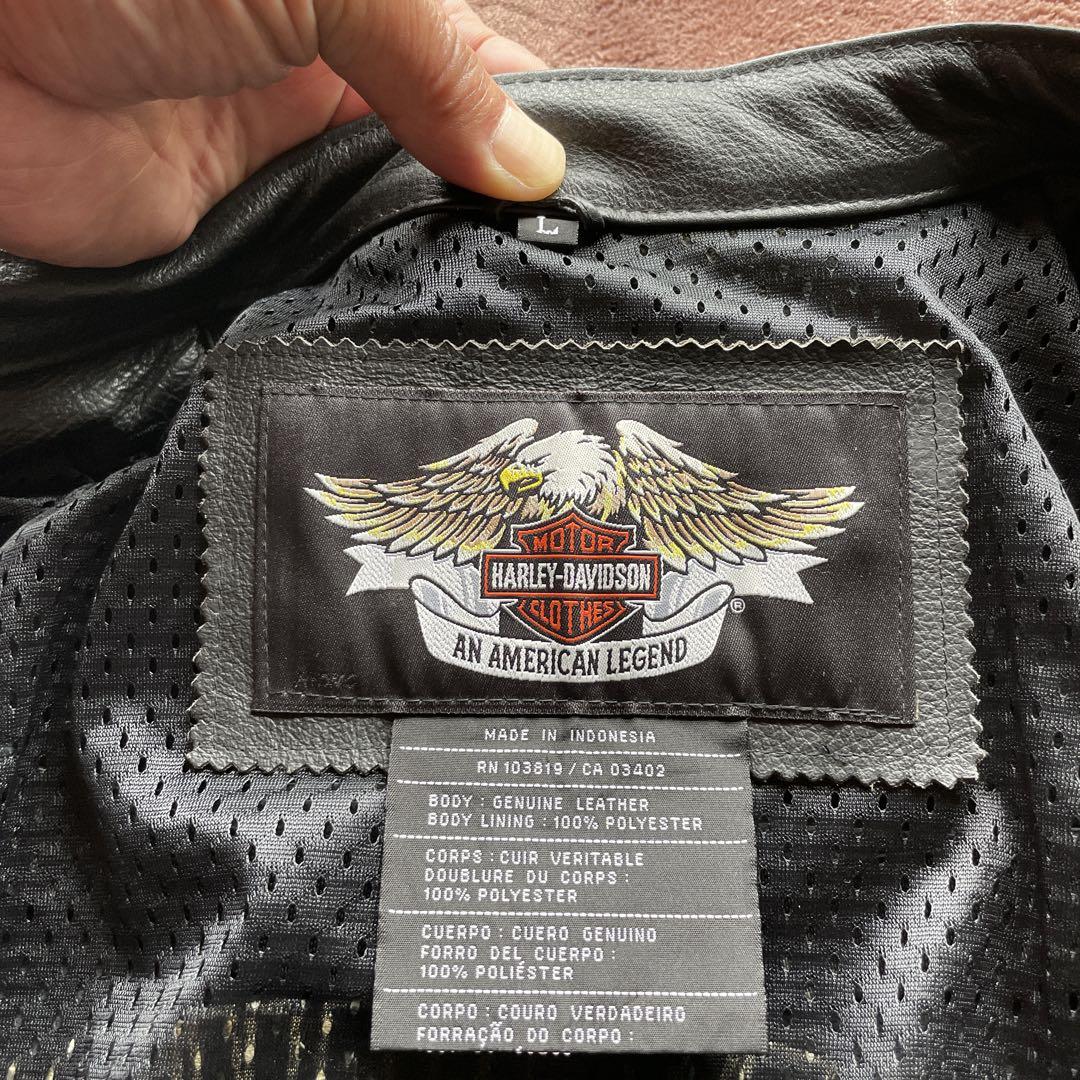 L
MOTOR
HARLEY-DAVIDSON
CLOTHES
®
AN AMERICAN LEGEND
MADE IN INDONESIA
RN 103819 / CA 03402
BODY : GENUINE LEATHER
BODY LINING : 100% POLYESTER
CORPS : CUIR VERITABLE
DOUBLURE DU CORPS :
100% POLYESTER
CUERPO : CUERO GENUINO
FORRO DEL CUERPO :
100% POLIÉSTER
CORPO : COURO VERDADEIRO
FORRAÇÃO DO CORPO :